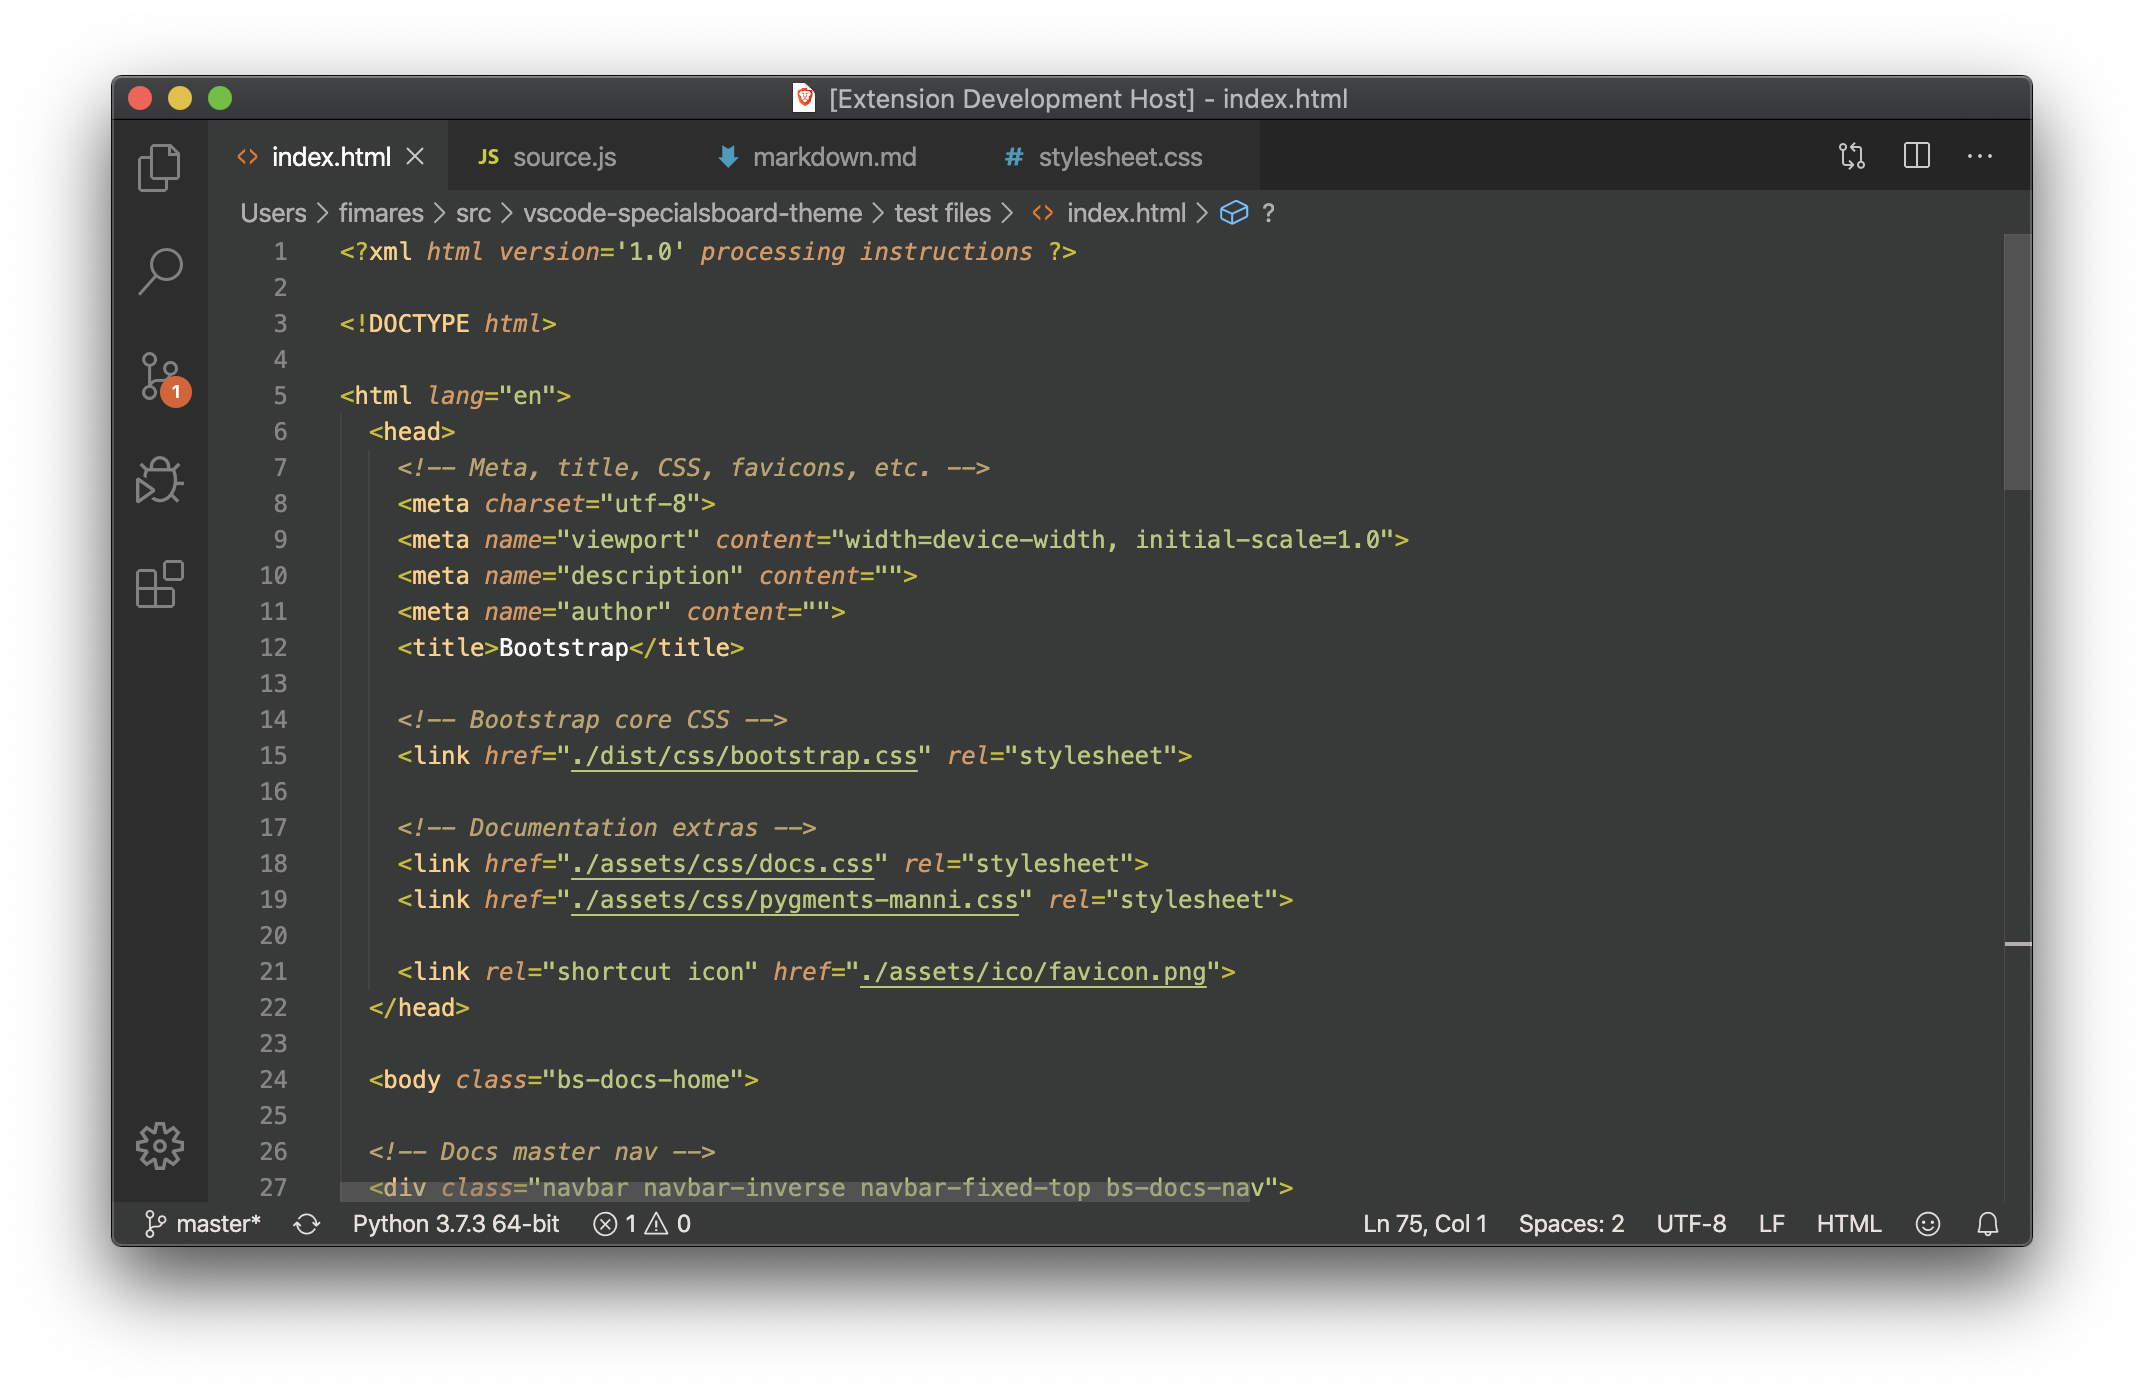 [Extension Development Host] - index.html
<> index.html × JS source.js markdown.md # stylesheet.css ···
Users > fimares > src > vscode-specialsboard-theme > test files > <> index.html > ?
1 <?xml html version='1.0' processing instructions ?>
2
3 <!DOCTYPE html>
4
5 <html lang="en">
6 <head>
7 <!-- Meta, title, CSS, favicons, etc. -->
8 <meta charset="utf-8">
9 <meta name="viewport" content="width=device-width, initial-scale=1.0">
10 <meta name="description" content="">
11 <meta name="author" content="">
12 <title>Bootstrap</title>
13
14 <!-- Bootstrap core CSS -->
15 <link href="./dist/css/bootstrap.css" rel="stylesheet">
16
17 <!-- Documentation extras -->
18 <link href="./assets/css/docs.css" rel="stylesheet">
19 <link href="./assets/css/pygments-manni.css" rel="stylesheet">
20
21 <link rel="shortcut icon" href="./assets/ico/favicon.png">
22 </head>
23
24 <body class="bs-docs-home">
25
26 <!-- Docs master nav -->
27 <div class="navbar navbar-inverse navbar-fixed-top bs-docs-nav">
1
master* Python 3.7.3 64-bit 1 0 Ln 75, Col 1 Spaces: 2 UTF-8 LF HTML